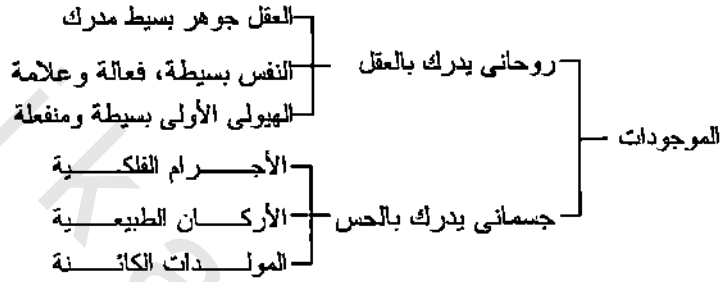 الموجودات
روحانى يدرك بالعقل
العقل جوهر بسيط مدرك
النفس بسيطة، فعالة وعلامة
الهيولى الأولى بسيطة ومنفعلة
جسمانى يدرك بالحس
الأجرام الفلكية
الأركان الطبيعية
المولدات الكائنة